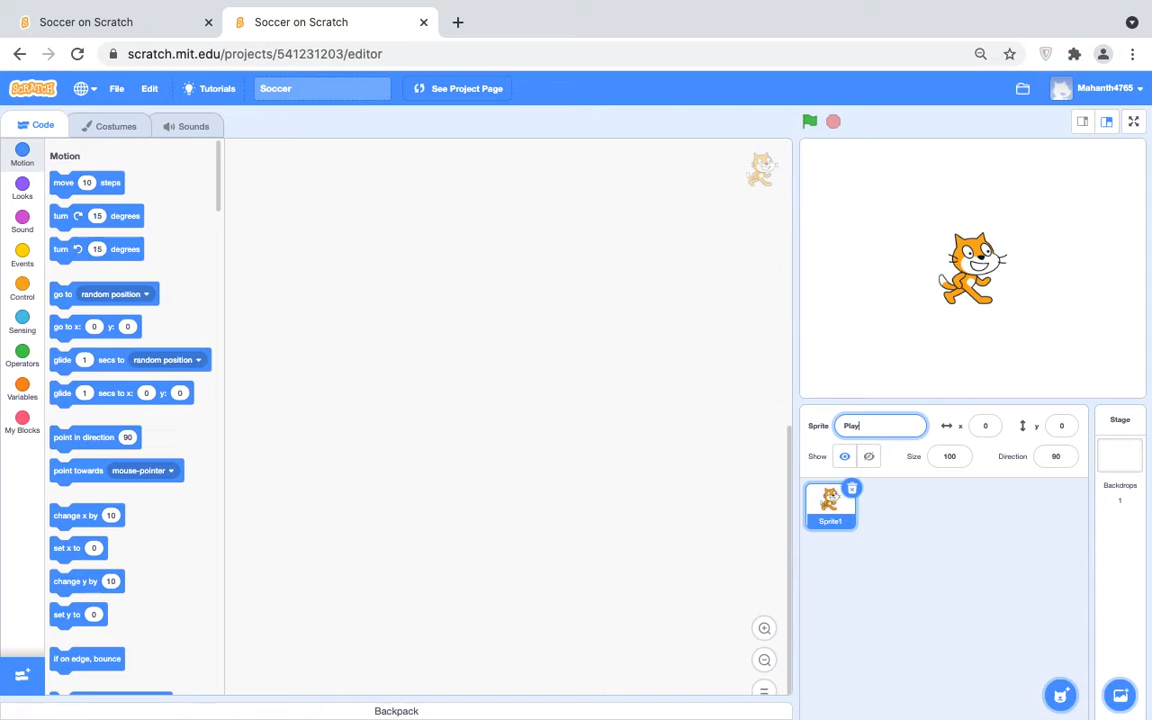 Soccer on Scratch
Soccer on Scratch
scratch.mit.edu/projects/541231203/editor
SCRATCH
File
Edit
Tutorials
Soccer
See Project Page
Mahanth4765
Code
Costumes
Sounds
Motion
Looks
Sound
Events
Control
Sensing
Operators
Variables
My Blocks
Motion
move 10 steps
turn 15 degrees
turn 15 degrees
go to random position
go to x: 0 y: 0
glide 1 secs to random position
glide 1 secs to x: 0 y: 0
point in direction 90
point towards mouse-pointer
change x by 10
set x to 0
change y by 10
set y to 0
if on edge, bounce
Sprite Play x 0 y 0
Show Size 100 Direction 90
Sprite1
Stage
Backdrops
1
Backpack